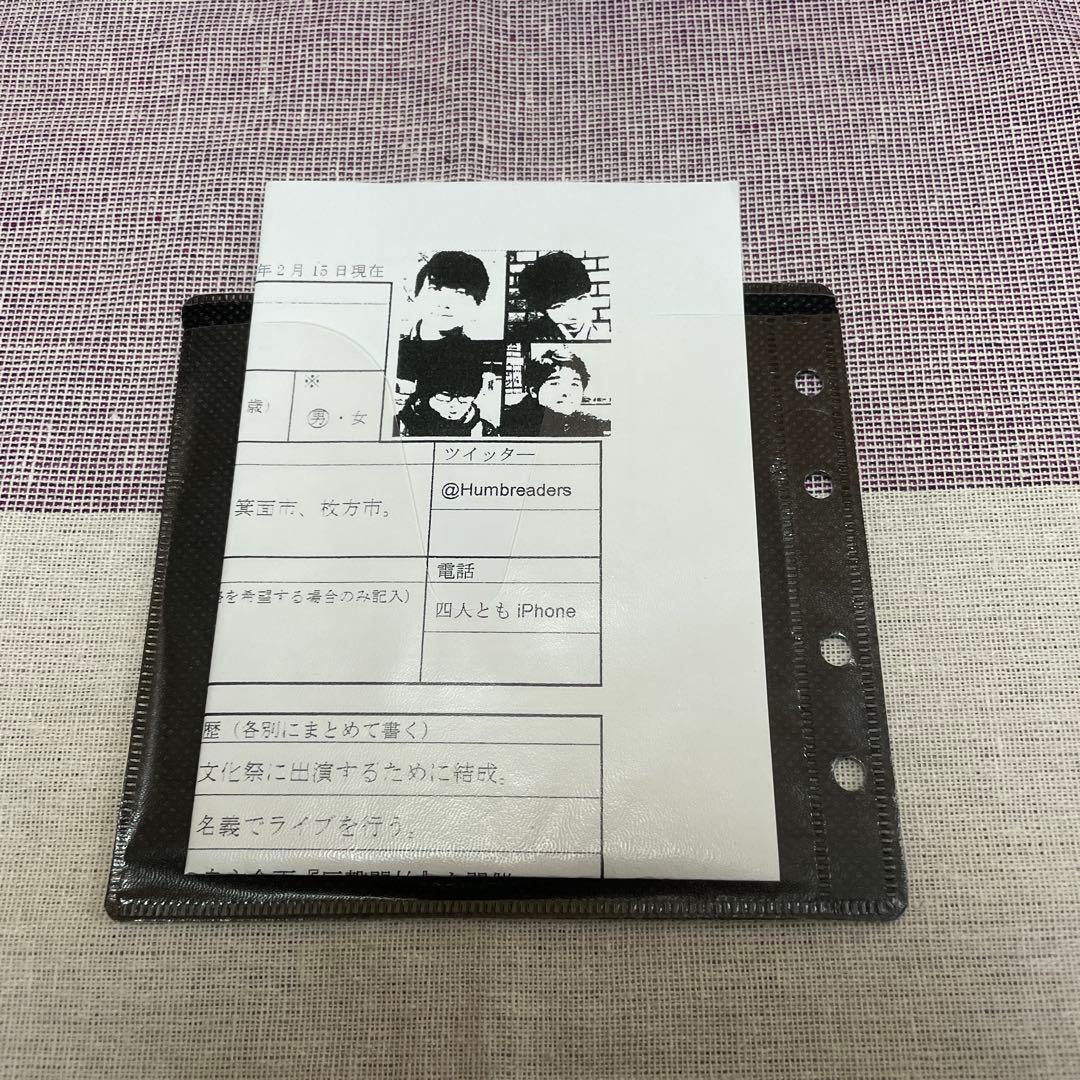 年2月15日現在
※
歳）
男・女
ツイッター
@Humbreaders
箕面市、枚方市。
電話
を希望する場合のみ記入）
四人とも iPhone
歴（各別にまとめて書く）
文化祭に出演するために結成。
名義でライブを行う。